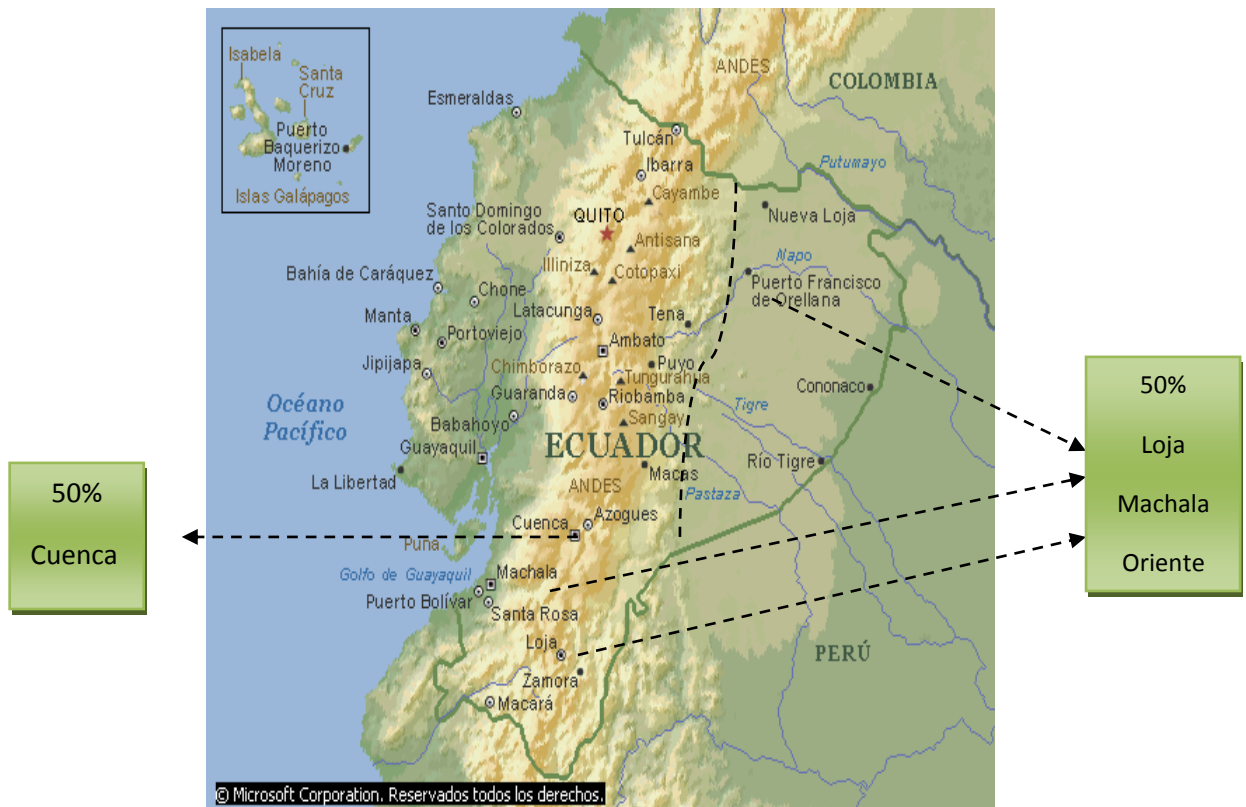 Isabela
Santa
Cruz
Puerto
Baquerizo
Moreno
Islas Galápagos
ANDES
COLOMBIA
Esmeraldas
Tulcán
Ibarra
Putumayo
Cayambe
Nueva Loja
Santo Domingo
de los Colorados
QUITO
Antisana
Illiniza
Cotopaxi
Napo
Puerto Francisco
de Orellana
Bahía de Caráquez
Chone
Latacunga
Tena
Manta
Portoviejo
Ambato
Jipijapa
Chimborazo
Puyo
Tungurahua
Cononaco
Guaranda
Riobamba
Océano
Pacífico
Babahoyo
Sangay
Tigre
Guayaquil
ECUADOR
Macas
Río Tigre
La Libertad
ANDES
Pastaza
Cuenca
Azogues
Puna
Golfo de Guayaquil
Machala
Puerto Bolívar
Santa Rosa
Loja
PERÚ
Zamora
Macará
© Microsoft Corporation. Reservados todos los derechos.
50%
Cuenca
50%
Loja
Machala
Oriente